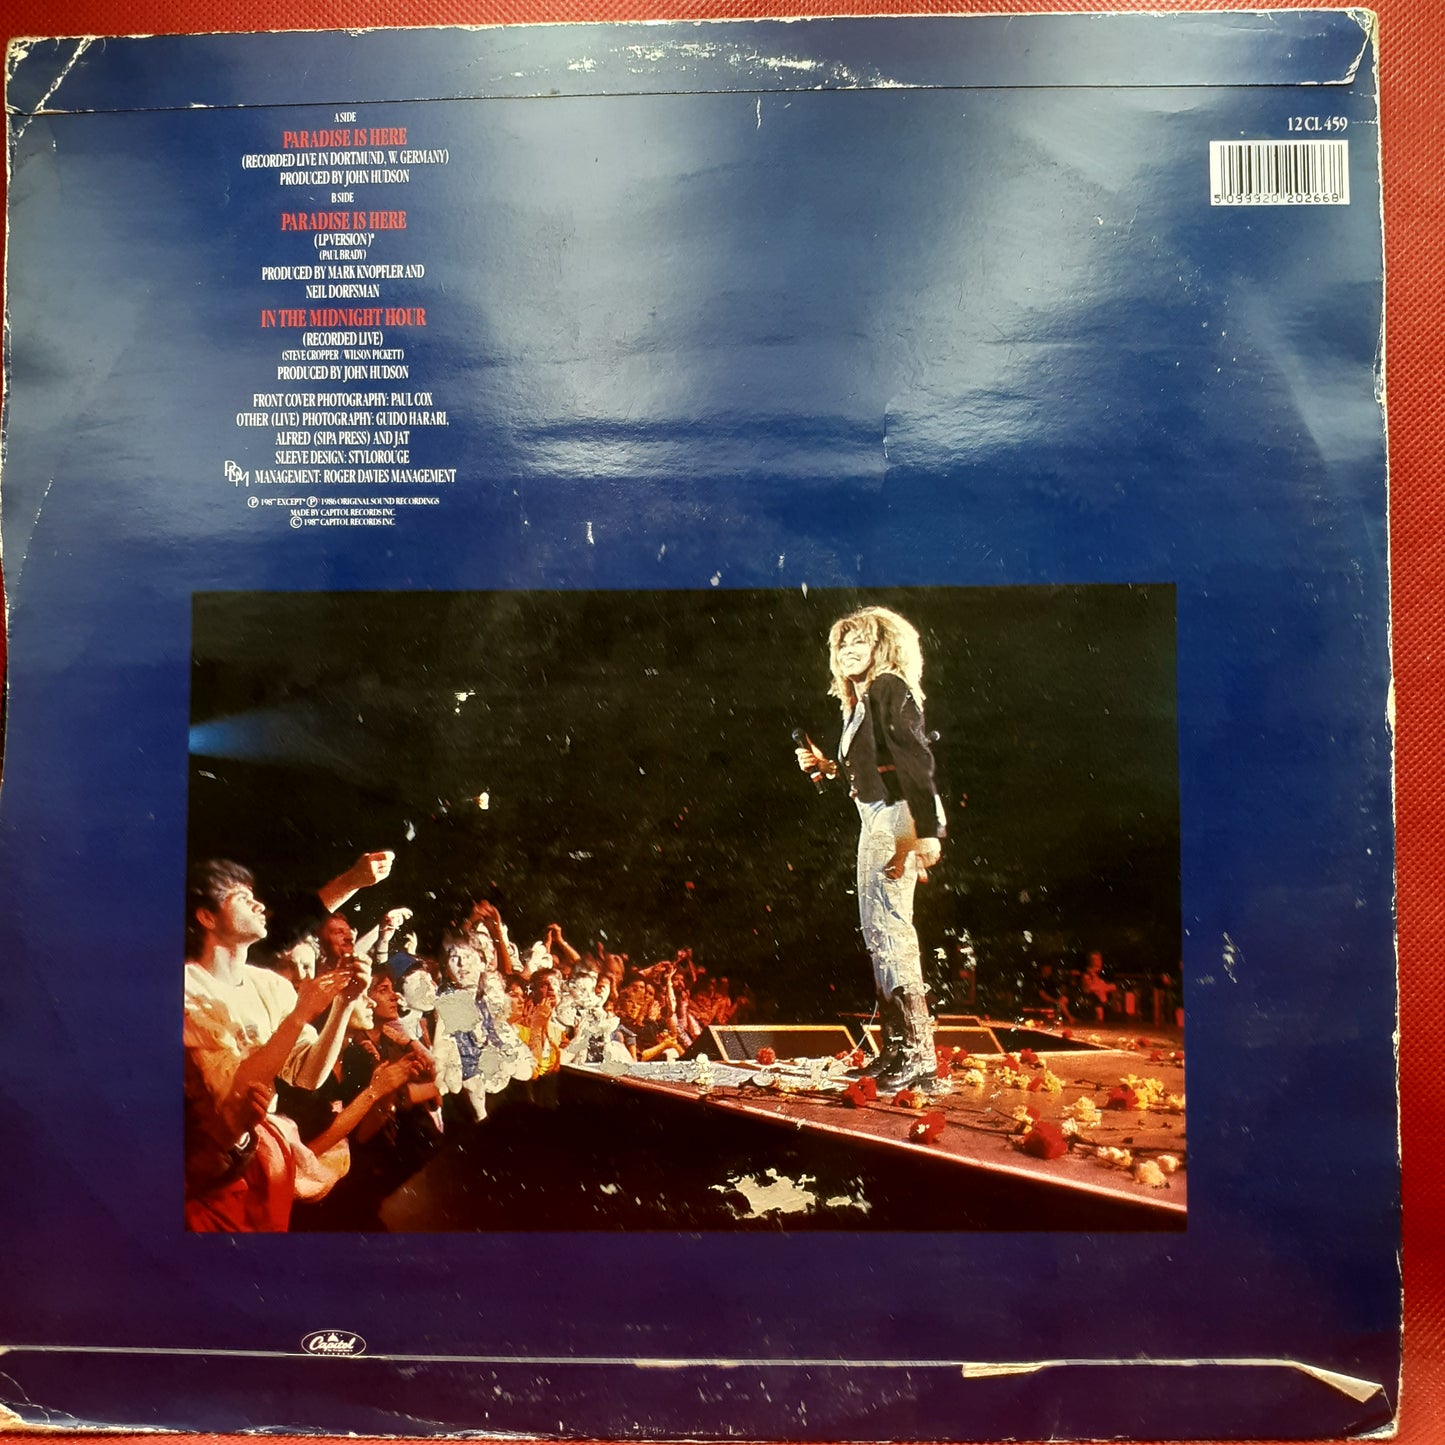 A SIDE
PARADISE IS HERE
(RECORDED LIVE IN DORTMUND, W. GERMANY)
PRODUCED BY JOHN HUDSON
B SIDE
PARADISE IS HERE
(LP VERSION)*
(PAUL BRADY)
PRODUCED BY MARK KNOPFLER AND
NEIL DORFSMAN
IN THE MIDNIGHT HOUR
(RECORDED LIVE)
(STEVE CROPPER / WILSON PICKETT)
PRODUCED BY JOHN HUDSON
FRONT COVER PHOTOGRAPHY: PAUL COX
OTHER (LIVE) PHOTOGRAPHY: GUIDO HARARI,
ALFRED (SIPA PRESS) AND JAT
SLEEVE DESIGN: STYLOROUGE
RDM MANAGEMENT: ROGER DAVIES MANAGEMENT
Ⓟ 1987 EXCEPT* Ⓟ 1986 ORIGINAL SOUND RECORDINGS
MADE BY CAPITOL RECORDS INC.
© 1987 CAPITOL RECORDS INC.
12 CL 459
5 099920 202668
Capitol